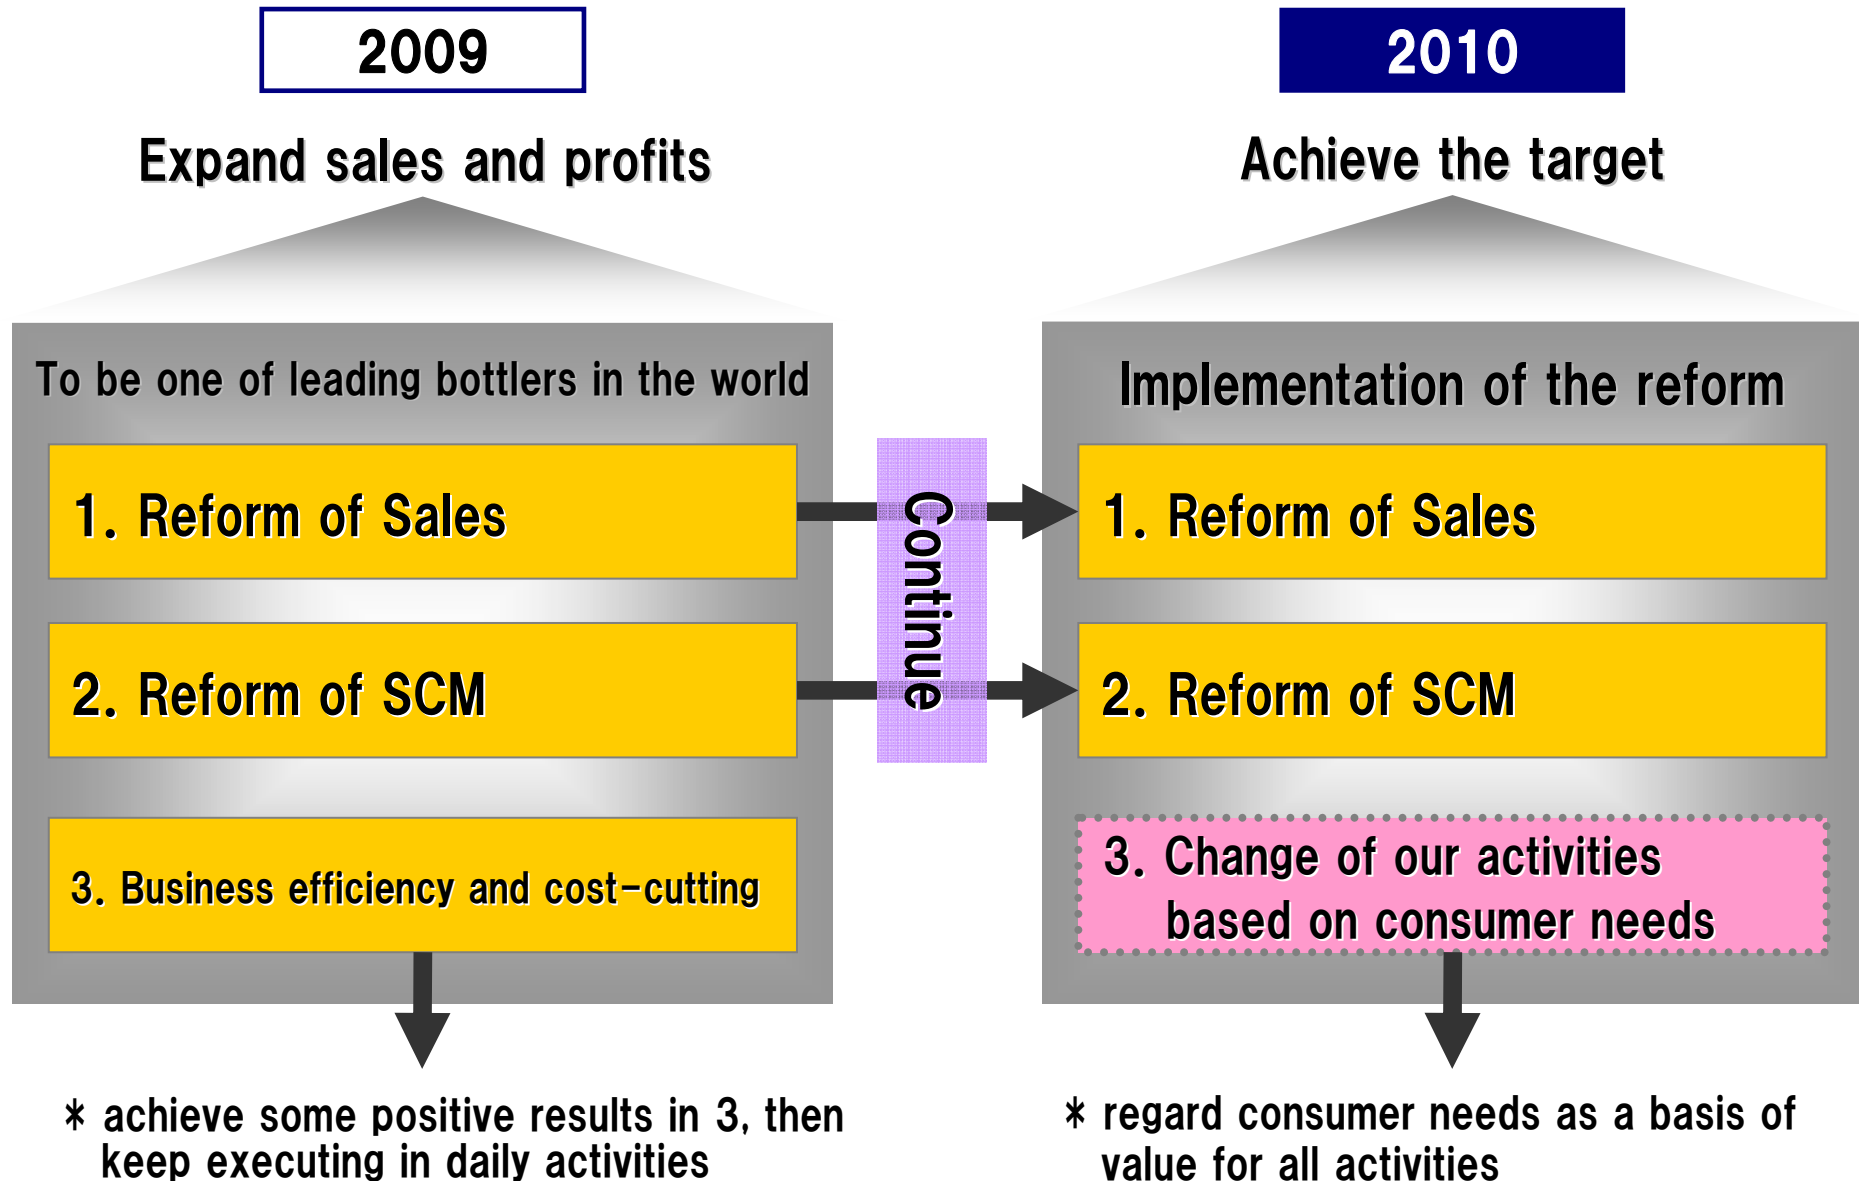 2009
Expand sales and profits
To be one of leading bottlers in the world
1. Reform of Sales
2. Reform of SCM
3. Business efficiency and cost-cutting
* achieve some positive results in 3, then
keep executing in daily activities
Continue
2010
Achieve the target
Implementation of the reform
1. Reform of Sales
2. Reform of SCM
3. Change of our activities
based on consumer needs
* regard consumer needs as a basis of
value for all activities